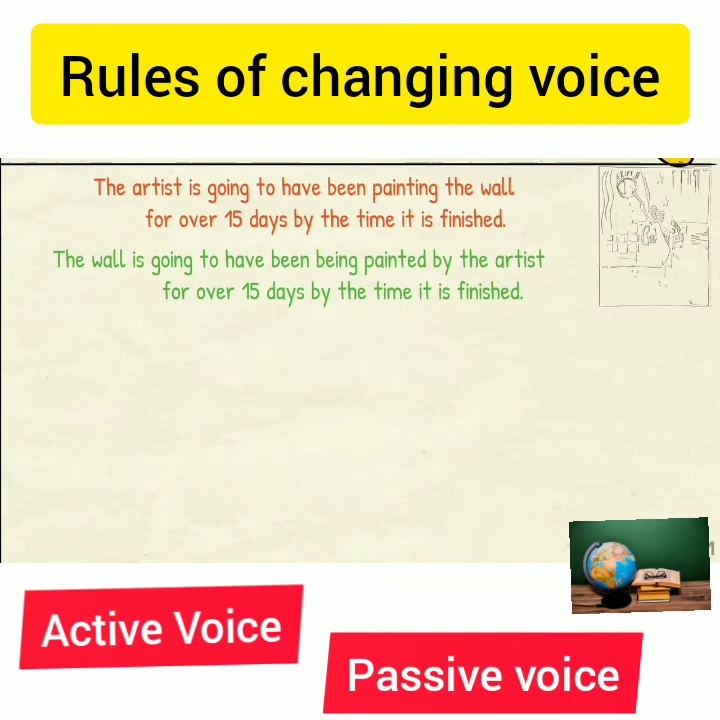 Rules of changing voice
The artist is going to have been painting the wall
for over 15 days by the time it is finished.
The wall is going to have been being painted by the artist
for over 15 days by the time it is finished.
Active Voice
Passive voice